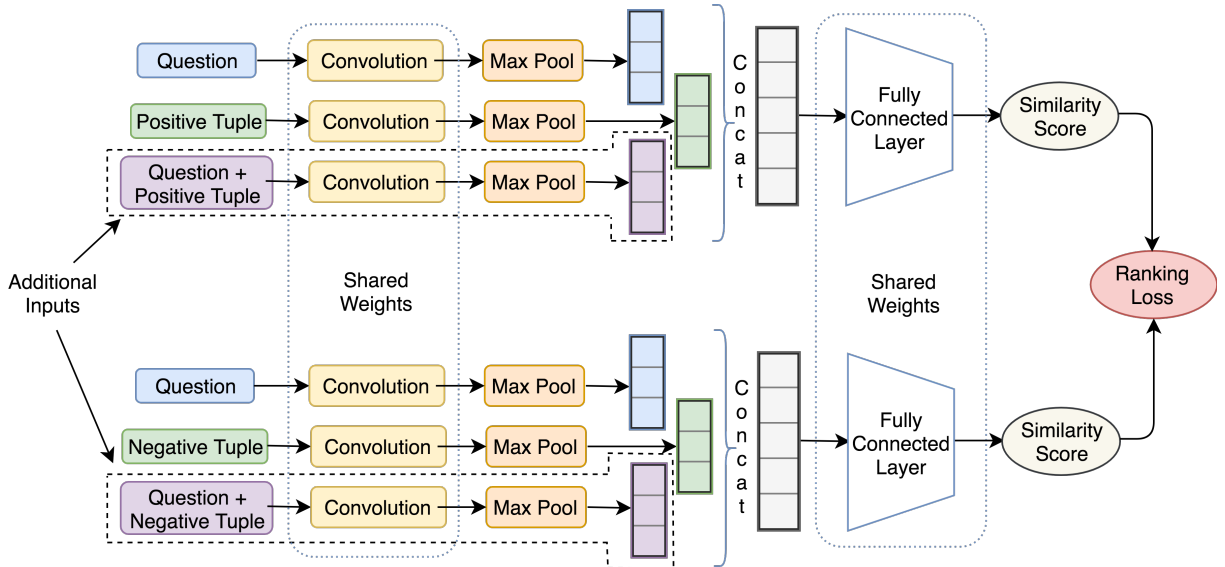 Question
Convolution
Max Pool
Positive Tuple
Convolution
Max Pool
Question +
Positive Tuple
Convolution
Max Pool
Concat
Fully
Connected
Layer
Similarity
Score
Additional
Inputs
Shared
Weights
Shared
Weights
Ranking
Loss
Question
Convolution
Max Pool
Negative Tuple
Convolution
Max Pool
Question +
Negative Tuple
Convolution
Max Pool
Concat
Fully
Connected
Layer
Similarity
Score